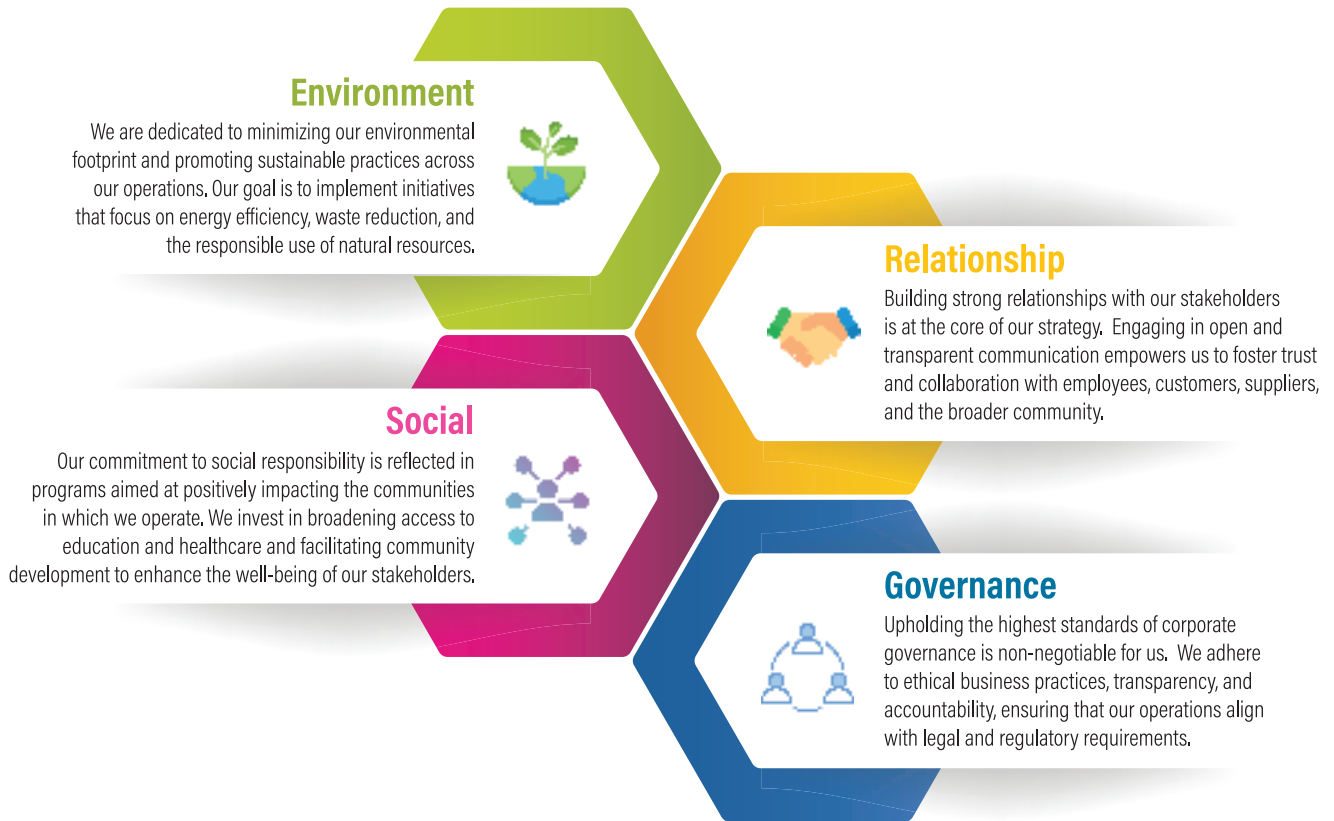 Environment
We are dedicated to minimizing our environmental
footprint and promoting sustainable practices across
our operations. Our goal is to implement initiatives
that focus on energy efficiency, waste reduction, and
the responsible use of natural resources.
Relationship
Building strong relationships with our stakeholders
is at the core of our strategy. Engaging in open and
transparent communication empowers us to foster trust
and collaboration with employees, customers, suppliers,
and the broader community.
Social
Our commitment to social responsibility is reflected in
programs aimed at positively impacting the communities
in which we operate. We invest in broadening access to
education and healthcare and facilitating community
development to enhance the well-being of our stakeholders.
Governance
Upholding the highest standards of corporate
governance is non-negotiable for us. We adhere
to ethical business practices, transparency, and
accountability, ensuring that our operations align
with legal and regulatory requirements.